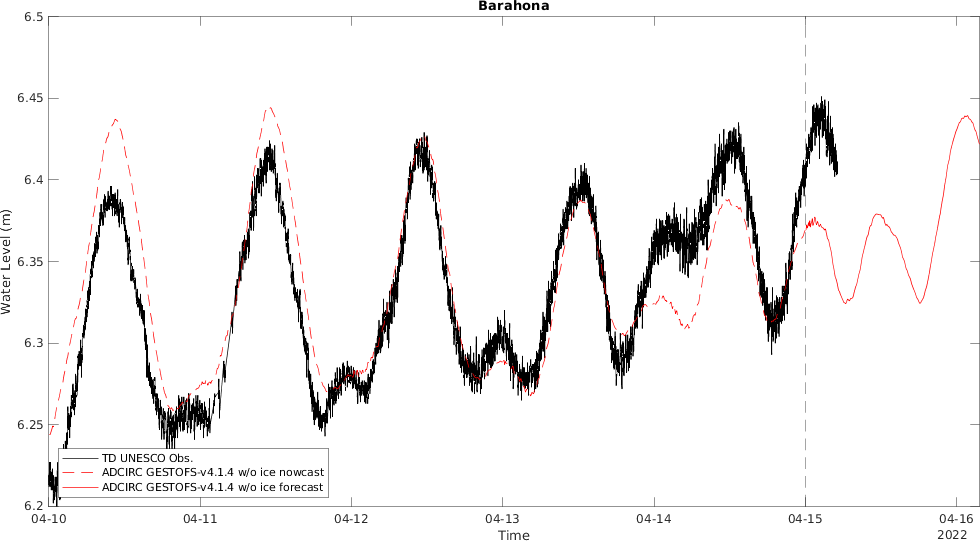 Barahona
6.5
6.45
6.4
6.35
6.3
6.25
6.2
Water Level (m)
TD UNESCO Obs.
ADCIRC GESTOFS-v4.1.4 w/o ice nowcast
ADCIRC GESTOFS-v4.1.4 w/o ice forecast
04-10 04-11 04-12 04-13 04-14 04-15 04-16
Time
2022